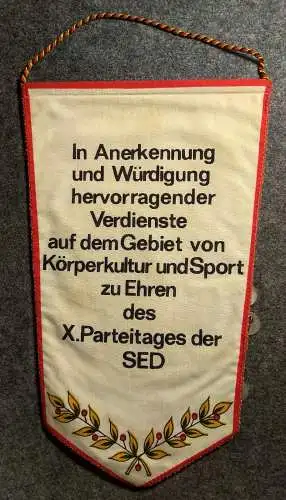 In Anerkennung
und Würdigung
hervorragender
Verdienste
auf dem Gebiet von
Körperkultur und Sport
zu Ehren
des
X. Parteitages der
SED